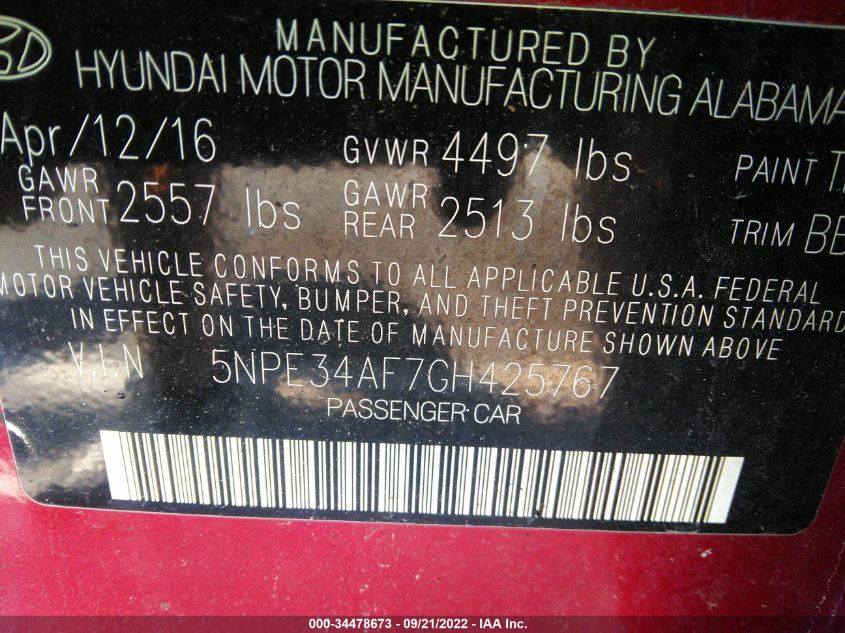 MANUFACTURED BY
HYUNDAI MOTOR MANUFACTURING ALABAMA
Apr/12/16 GVWR 4497 lbs PAINT
GAWR FRONT 2557 lbs GAWR REAR 2513 lbs TRIM BE
THIS VEHICLE CONFORMS TO ALL APPLICABLE U.S.A. FEDERAL
MOTOR VEHICLE SAFETY, BUMPER, AND THEFT PREVENTION STANDARD
IN EFFECT ON THE DATE OF MANUFACTURE SHOWN ABOVE.
V.I.N 5NPE34AF7GH425767
PASSENGER CAR
000-34478673 - 09/21/2022 - IAA Inc.